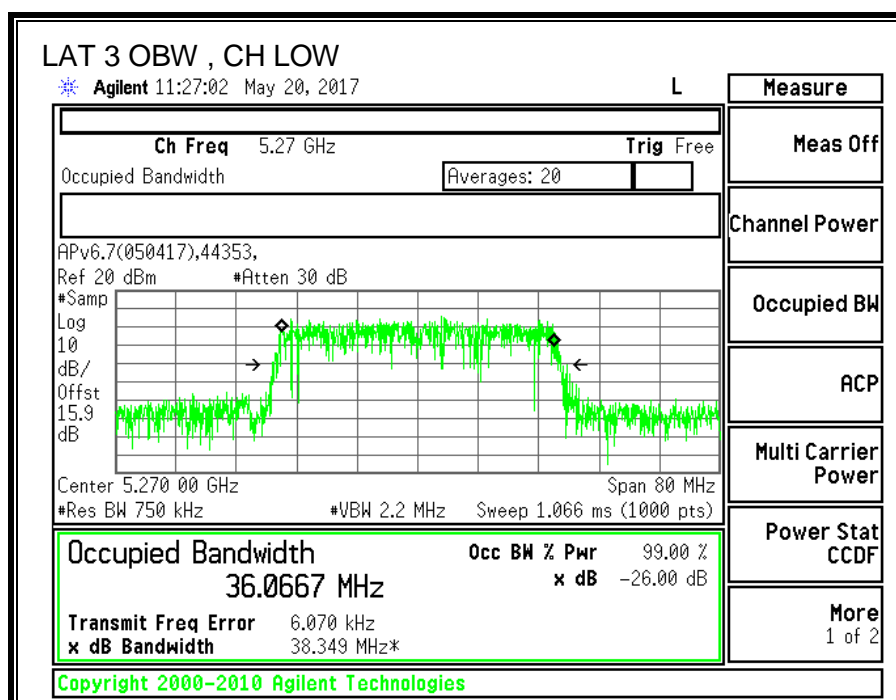 LAT 3 OBW , CH LOW
Agilent 11:27:02 May 20, 2017 L
Measure
Ch Freq 5.27 GHz Trig Free
Meas Off
Occupied Bandwidth Averages: 20
Channel Power
APv6.7(050417),44353,
Ref 20 dBm #Atten 30 dB
#Samp
Log
10
dB/
Offst
15.9
dB
Occupied BW
ACP
Multi Carrier
Power
Center 5.270 00 GHz Span 80 MHz
#Res BW 750 kHz #VBW 2.2 MHz Sweep 1.066 ms (1000 pts)
Power Stat
CCDF
Occupied Bandwidth Occ BW % Pwr 99.00 %
36.0667 MHz x dB -26.00 dB
Transmit Freq Error 6.070 kHz
x dB Bandwidth 38.349 MHz*
More
1 of 2
Copyright 2000-2010 Agilent Technologies